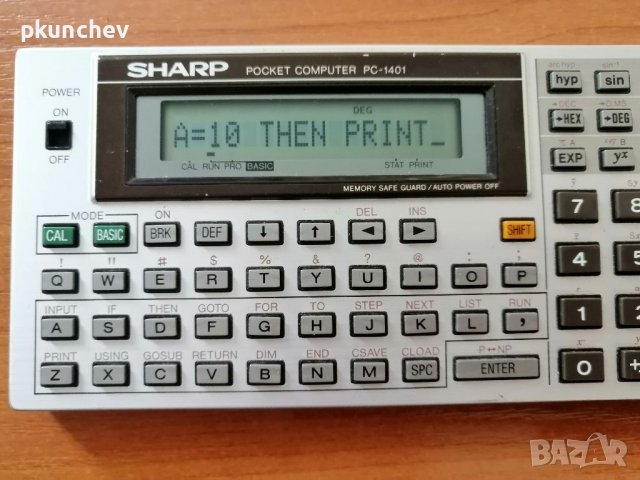 pkunchev
SHARP POCKET COMPUTER PC-1401
DEG
A=10 THEN PRINT_
CAL RUN PRO BASIC STAT PRINT
MEMORY SAFE GUARD / AUTO POWER OFF
POWER
ON
OFF
MODE ON DEL INS
CAL BASIC BRK DEF ↓ ↑ ◄ ► SHIFT
! " # $ % & ? @ : ;
Q W E R T Y U I O P
INPUT IF THEN GOTO FOR TO STEP NEXT LIST RUN
A S D F G H J K L ,
PRINT USING GOSUB RETURN DIM END CSAVE CLOAD P↔NP
Z X C V B N M SPC ENTER
arc hyp sin⁻¹
hyp sin
→DEC →D.MS
→HEX →DEG
π A B
EXP yˣ
7 8
4 5
1 2
0 +/
BAZAR